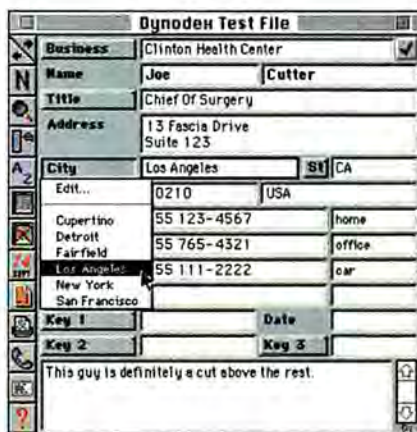 Dynodex Test File
Business Clinton Health Center
Name Joe Cutter
Title Chief Of Surgery
Address 13 Fascia Drive
Suite 123
City Los Angeles St CA
Edit... 0210 USA
Cupertino 55 123-4567 home
Detroit
Fairfield 55 765-4321 office
Los Angeles 55 111-2222 car
New York
San Francisco
Key 1 Date
Key 2 Key 3
This guy is definitely a cut above the rest.
N
A
Z
?